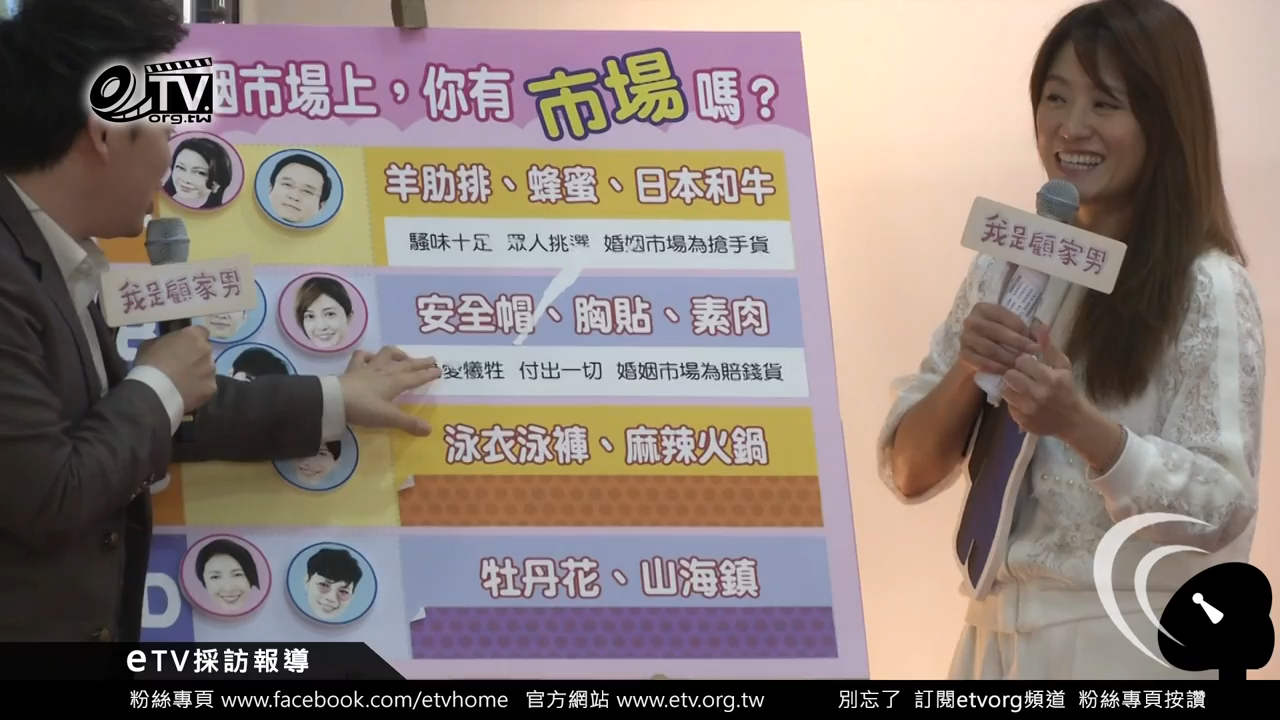 eTV.
org.tw
姻市場上，你有市場嗎？
羊肋排、蜂蜜、日本和牛
騷味十足 眾人挑選 婚姻市場為搶手貨
我是顧家男
我是顧家男
安全帽、胸貼、素肉
愛犧牲 付出一切 婚姻市場為賠錢貨
泳衣泳褲、麻辣火鍋
D
牡丹花、山海鎮
eTV採訪報導
粉絲專頁 www.facebook.com/etvhome 官方網站 www.etv.org.tw 別忘了 訂閱etvorg頻道 粉絲專頁按讚